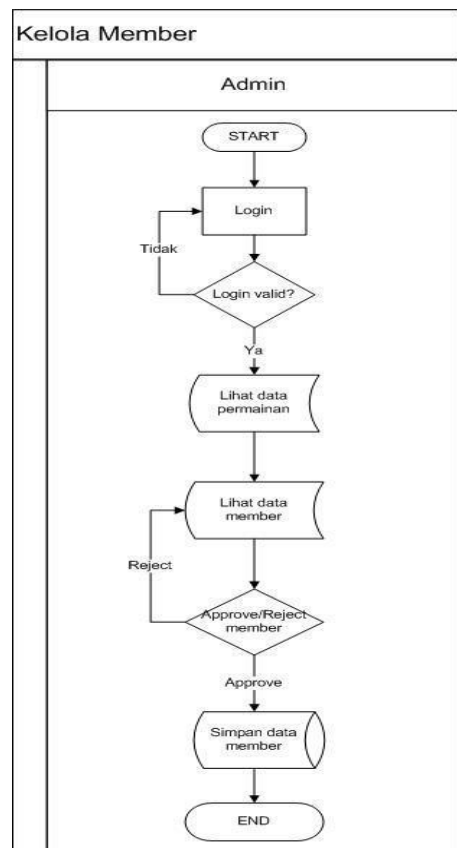 Kelola Member
Admin
START
Login
Tidak
Login valid?
Ya
Lihat data
permainan
Lihat data
member
Reject
Approve/Reject
member
Approve
Simpan data
member
END